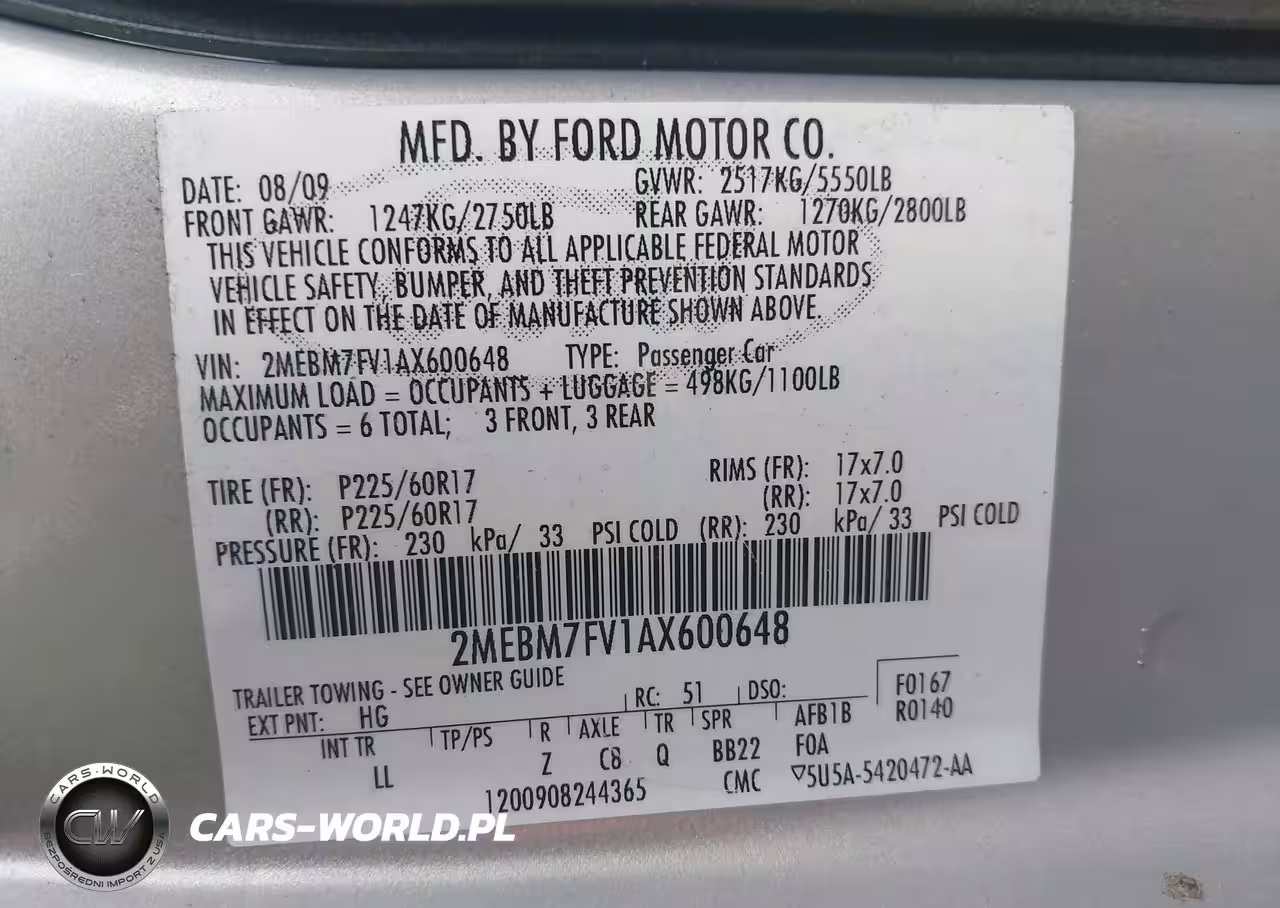 MFD. BY FORD MOTOR CO.
DATE: 08/09 GVWR: 2517KG/5550LB
FRONT GAWR: 1247KG/2750LB REAR GAWR: 1270KG/2800LB
THIS VEHICLE CONFORMS TO ALL APPLICABLE FEDERAL MOTOR
VEHICLE SAFETY, BUMPER, AND THEFT PREVENTION STANDARDS
IN EFFECT ON THE DATE OF MANUFACTURE SHOWN ABOVE.
VIN: 2MEBM7FV1AX600648 TYPE: Passenger Car
MAXIMUM LOAD = OCCUPANTS + LUGGAGE = 498KG/1100LB
OCCUPANTS = 6 TOTAL; 3 FRONT, 3 REAR
TIRE (FR): P225/60R17 RIMS (FR): 17x7.0
(RR): P225/60R17 (RR): 17x7.0
PRESSURE (FR): 230 kPa/ 33 PSI COLD (RR): 230 kPa/ 33 PSI COLD
2MEBM7FV1AX600648
TRAILER TOWING - SEE OWNER GUIDE
EXT PNT: HG RC: 51 DSO: F0167
INT TR TP/PS R AXLE TR SPR AFB1B R0140
LL Z C8 Q BB22 F0A
1200908244365 CMC ▽5U5A-5420472-AA
CARS-WORLD
CW
BEZPOŚREDNI IMPORT Z USA
CARS-WORLD.PL